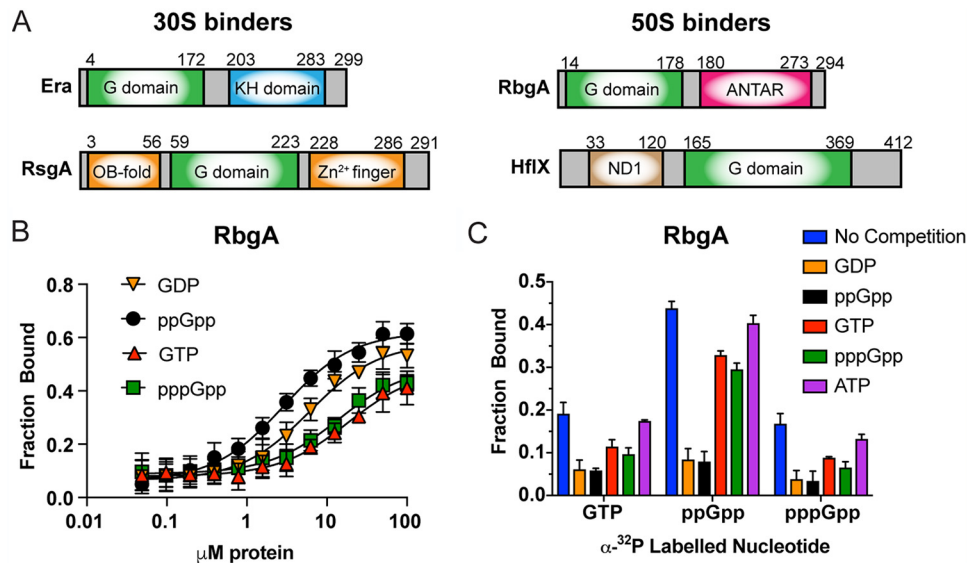 A
30S binders
50S binders
4 172 203 283 299
Era G domain KH domain
14 178 180 273 294
RbgA G domain ANTAR
3 56 59 223 228 286 291
RsgA OB-fold G domain Zn²⁺ finger
33 120 165 369 412
HflX ND1 G domain
B
RbgA
GDP
ppGpp
GTP
pppGpp
Fraction Bound
0.8
0.6
0.4
0.2
0.0
0.01 0.1 1 10 100
µM protein
C
RbgA
No Competition
GDP
ppGpp
GTP
pppGpp
ATP
Fraction Bound
0.5
0.4
0.3
0.2
0.1
0.0
GTP ppGpp pppGpp
α-³²P Labelled Nucleotide